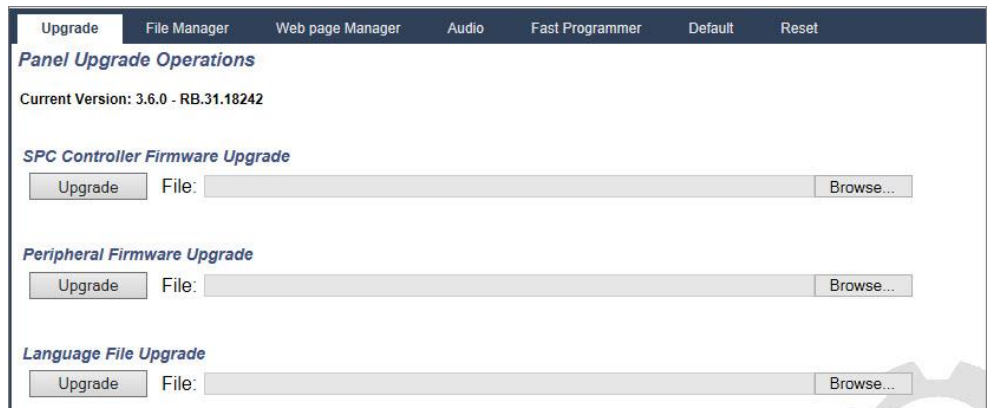 Upgrade File Manager Web page Manager Audio Fast Programmer Default Reset
Panel Upgrade Operations
Current Version: 3.6.0 - RB.31.18242
SPC Controller Firmware Upgrade
Upgrade File: Browse...
Peripheral Firmware Upgrade
Upgrade File: Browse...
Language File Upgrade
Upgrade File: Browse...